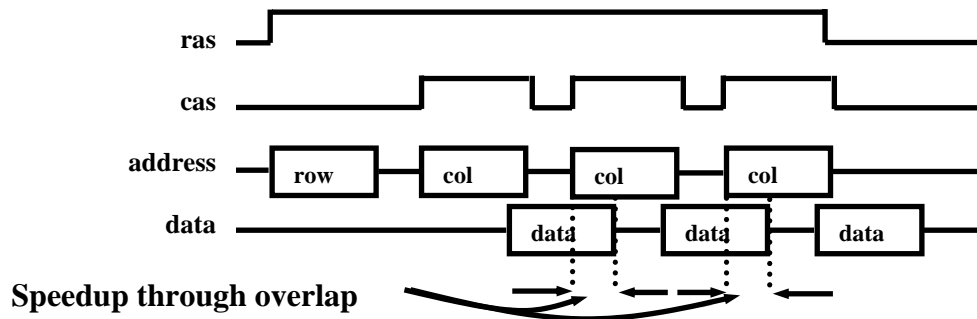 ras
cas
address
row col col col
data
data data data
Speedup through overlap